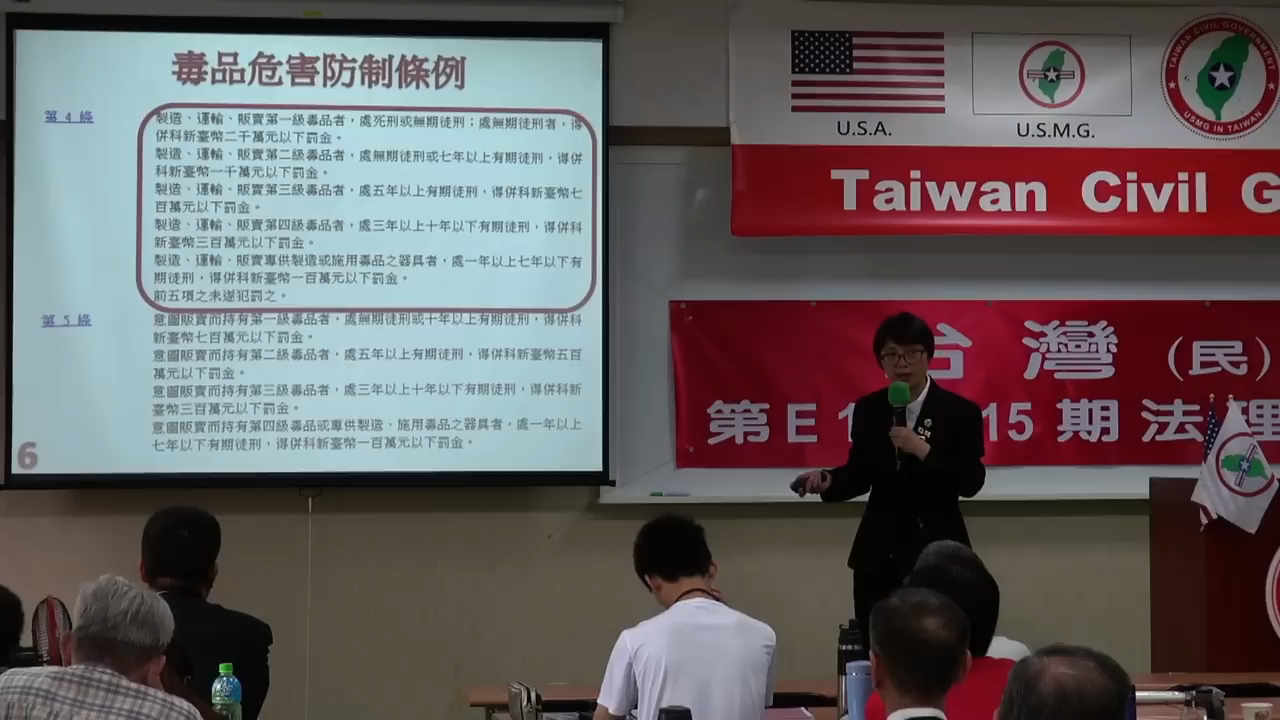 毒品危害防制條例
第 4 條
製造、運輸、販賣第一級毒品者，處死刑或無期徒刑；處無期徒刑者，得
併科新臺幣二千萬元以下罰金。
製造、運輸、販賣第二級毒品者，處無期徒刑或七年以上有期徒刑，得併
科新臺幣一千萬元以下罰金。
製造、運輸、販賣第三級毒品者，處五年以上有期徒刑，得併科新臺幣七
百萬元以下罰金。
製造、運輸、販賣第四級毒品者，處三年以上十年以下有期徒刑，得併科
新臺幣三百萬元以下罰金。
製造、運輸、販賣專供製造或施用毒品之器具者，處一年以上七年以下有
期徒刑，得併科新臺幣一百萬元以下罰金。
前五項之未遂犯罰之。
第 5 條
意圖販賣而持有第一級毒品者，處無期徒刑或十年以上有期徒刑，得併科
新臺幣七百萬元以下罰金。
意圖販賣而持有第二級毒品者，處五年以上有期徒刑，得併科新臺幣五百
萬元以下罰金。
意圖販賣而持有第三級毒品者，處三年以上十年以下有期徒刑，得併科新
臺幣三百萬元以下罰金。
意圖販賣而持有第四級毒品或專供製造、施用毒品之器具者，處一年以上
七年以下有期徒刑，得併科新臺幣一百萬元以下罰金。
6
U.S.A.
U.S.M.G.
TAIWAN CIVIL GOVERNMENT
USMG IN TAIWAN
Taiwan Civil G
台灣（民）
第E1 15期法理